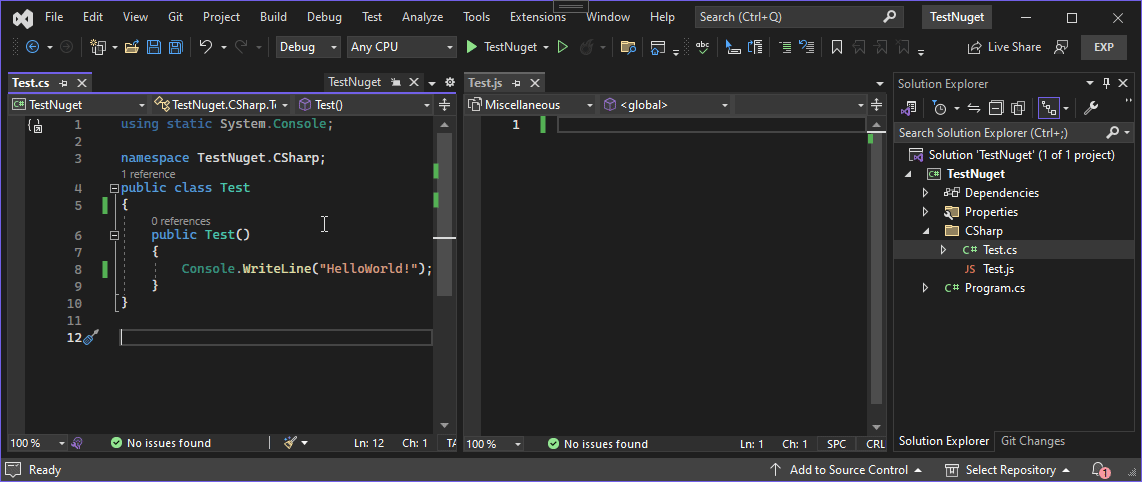 File Edit View Git Project Build Debug Test Analyze Tools Extensions Window Help Search (Ctrl+Q) TestNuget
Debug Any CPU TestNuget Live Share EXP
Test.cs TestNuget
TestNuget TestNuget.CSharp.Te Test()
1 using static System.Console;
2
3 namespace TestNuget.CSharp;
1 reference
4 public class Test
5 {
0 references
6 public Test()
7 {
8 Console.WriteLine("HelloWorld!");
9 }
10 }
11
12
100 % No issues found Ln: 12 Ch: 1 TA
Test.js
Miscellaneous <global>
1
100 % No issues found Ln: 1 Ch: 1 SPC CRL
Solution Explorer
Search Solution Explorer (Ctrl+;)
Solution 'TestNuget' (1 of 1 project)
C# TestNuget
Dependencies
Properties
CSharp
C# Test.cs
JS Test.js
C# Program.cs
Solution Explorer Git Changes
Ready Add to Source Control Select Repository 1